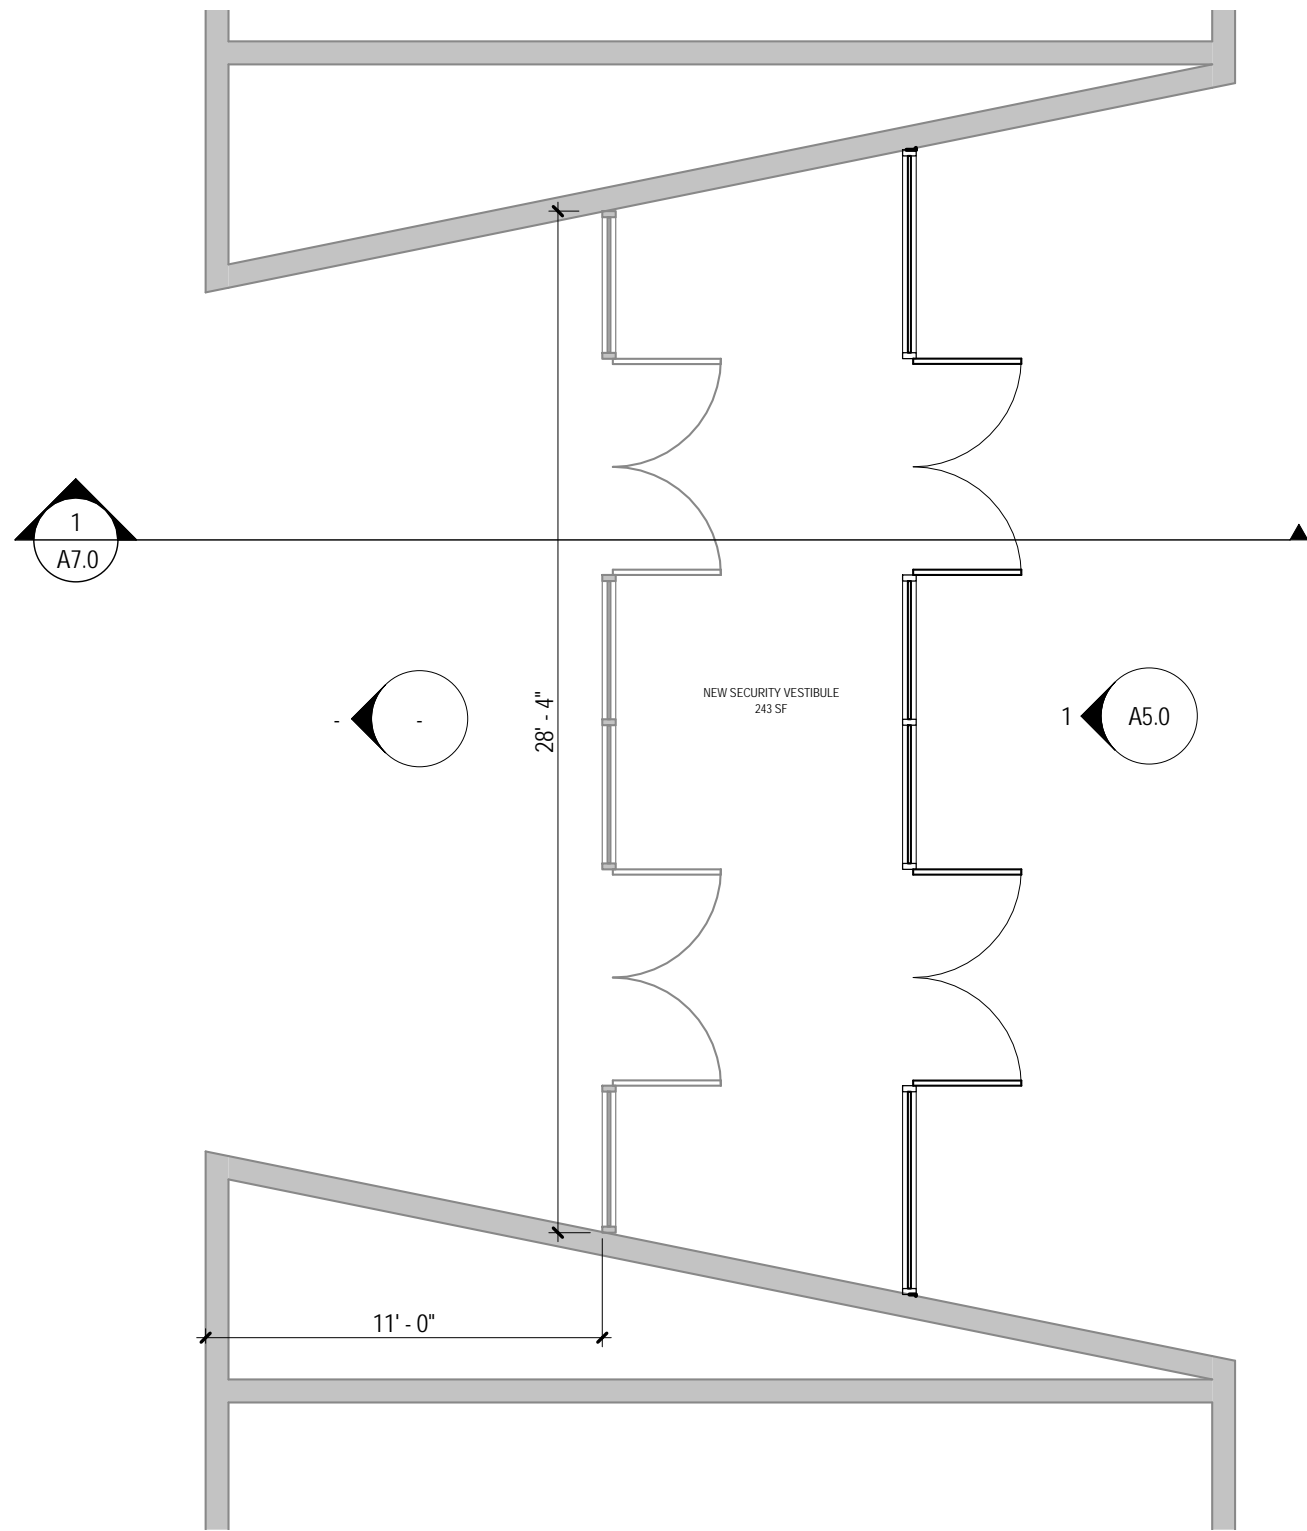 1
A7.0
-
-
28' - 4"
NEW SECURITY VESTIBULE
243 SF
1
A5.0
11' - 0"